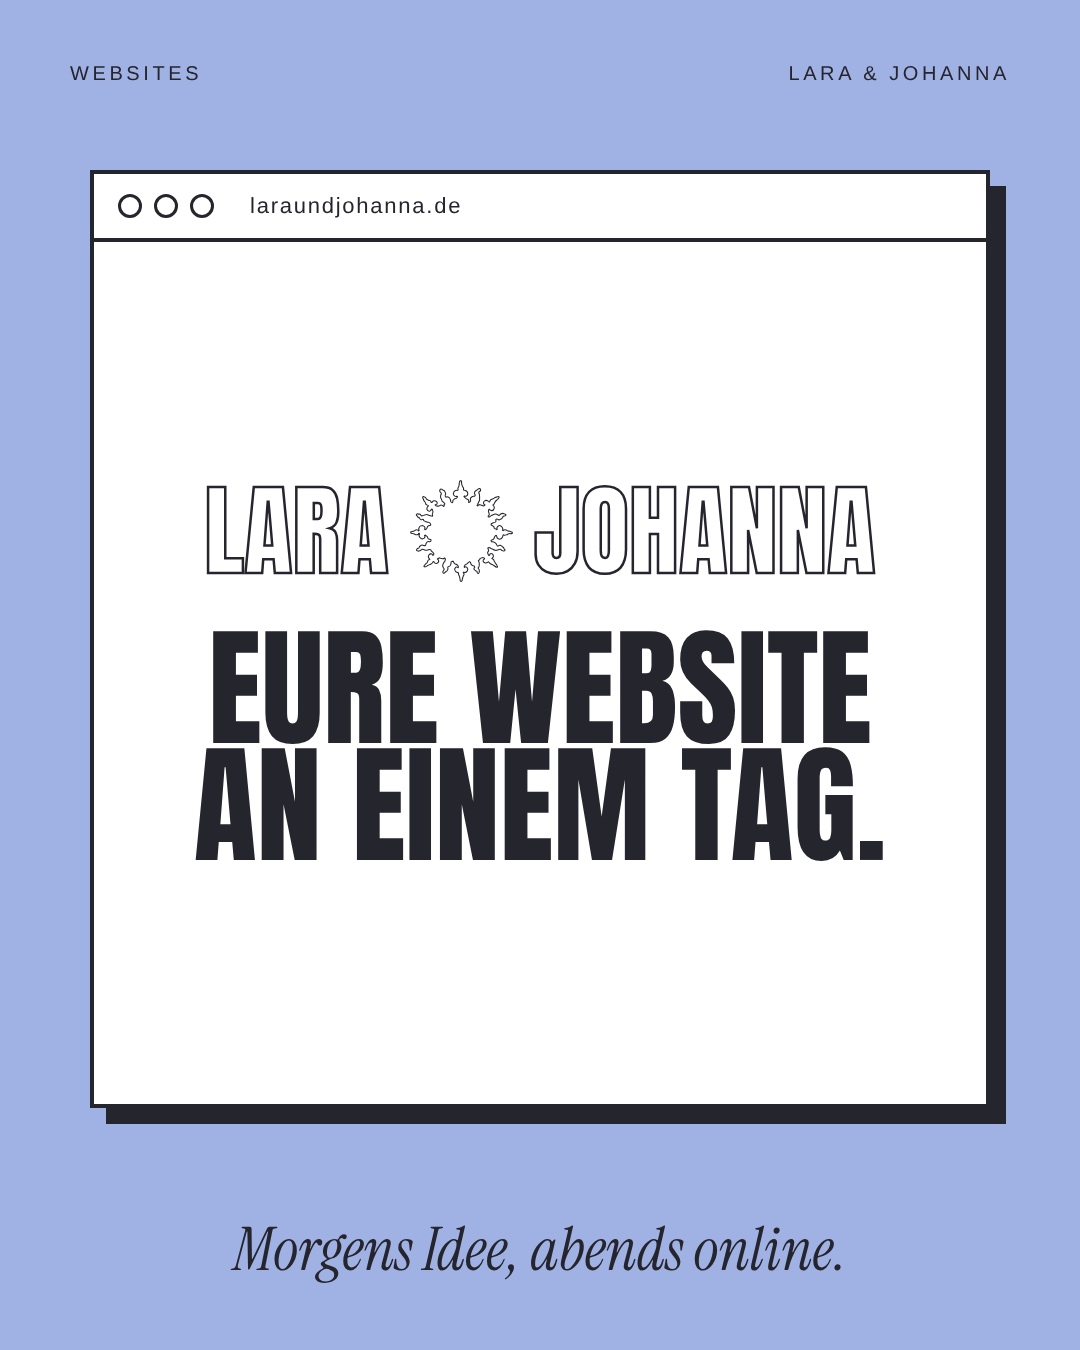 WEBSITES
LARA & JOHANNA
laraundjohanna.de
LARA JOHANNA
EURE WEBSITE
AN EINEM TAG.
Morgens Idee, abends online.